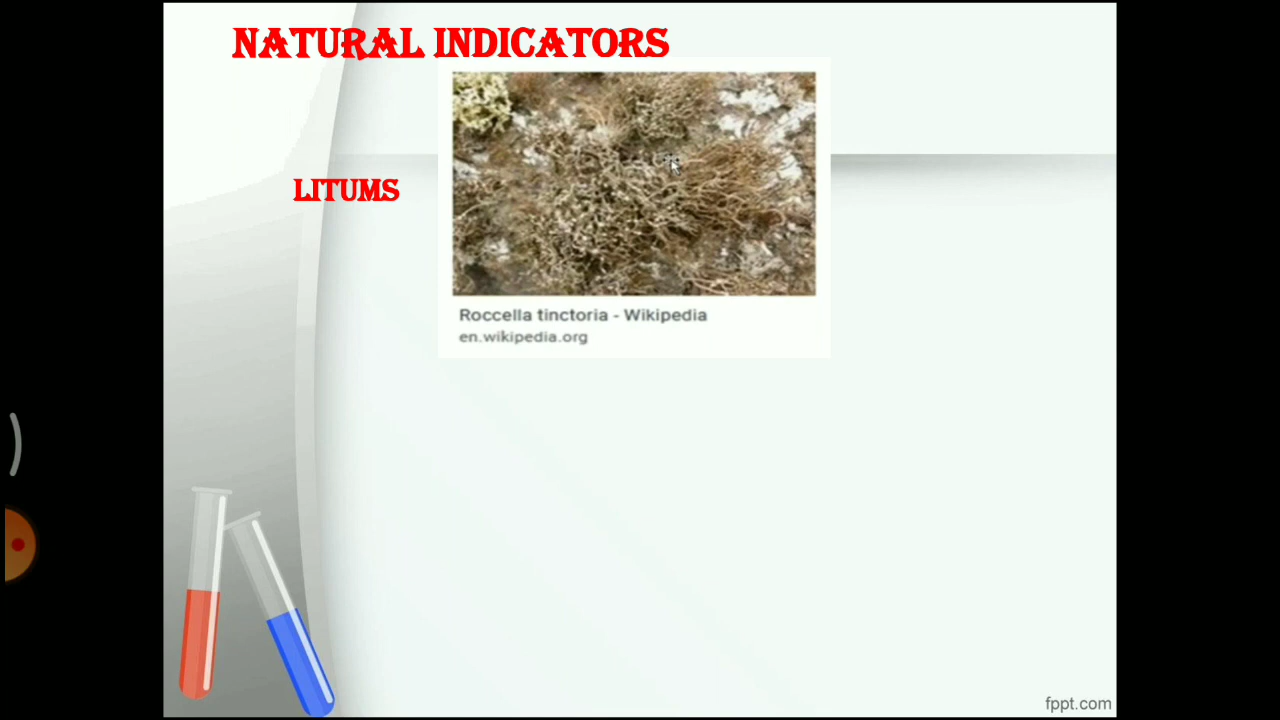 NATURAL INDICATORS
LITUMS
Roccella tinctoria - Wikipedia
en.wikipedia.org
fppt.com